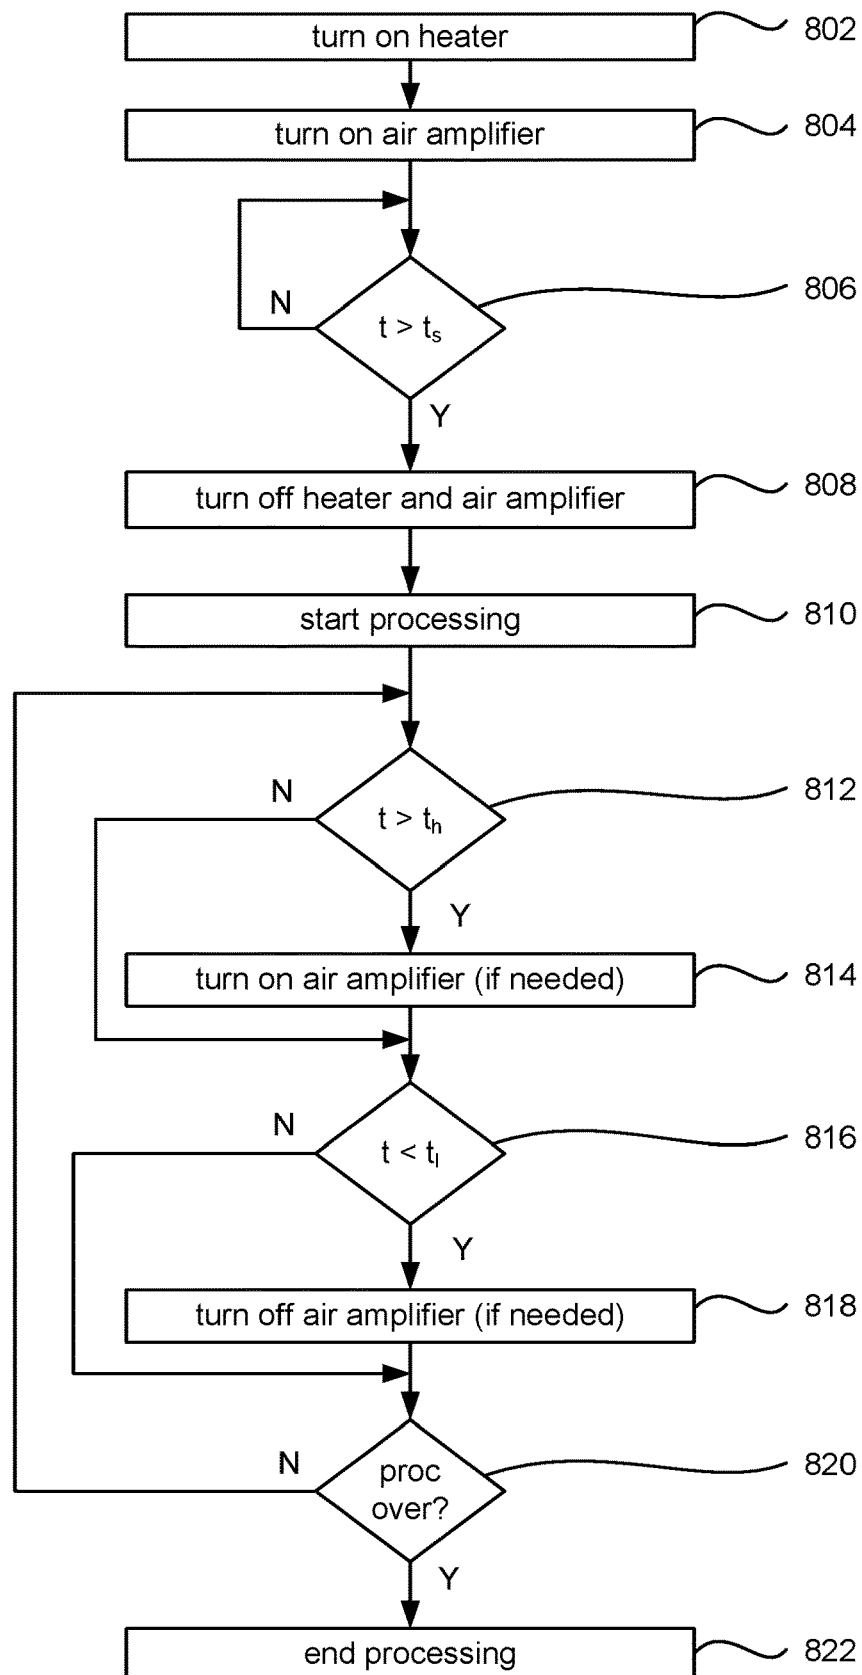 turn on heater 802
turn on air amplifier 804
806
N
t > tₛ
Y
turn off heater and air amplifier 808
start processing 810
N 812
t > tₕ
Y
turn on air amplifier (if needed) 814
N 816
t < tₗ
Y
turn off air amplifier (if needed) 818
N 820
proc
over?
Y
end processing 822